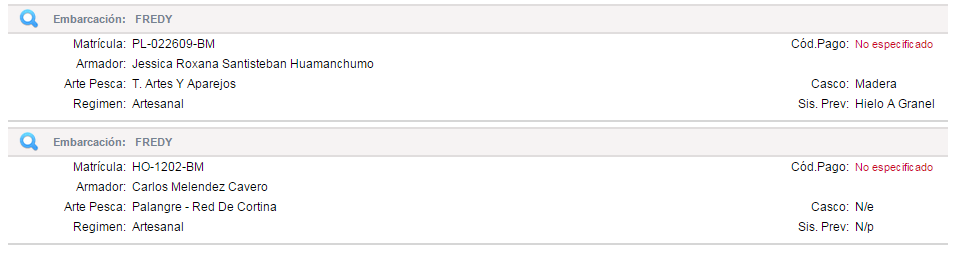 Embarcación: FREDY
Matrícula: PL-022609-BM Cód.Pago: No especificado
Armador: Jessica Roxana Santisteban Huamanchumo
Arte Pesca: T. Artes Y Aparejos Casco: Madera
Regimen: Artesanal Sis. Prev: Hielo A Granel
Embarcación: FREDY
Matrícula: HO-1202-BM Cód.Pago: No especificado
Armador: Carlos Melendez Cavero
Arte Pesca: Palangre - Red De Cortina Casco: N/e
Regimen: Artesanal Sis. Prev: N/p